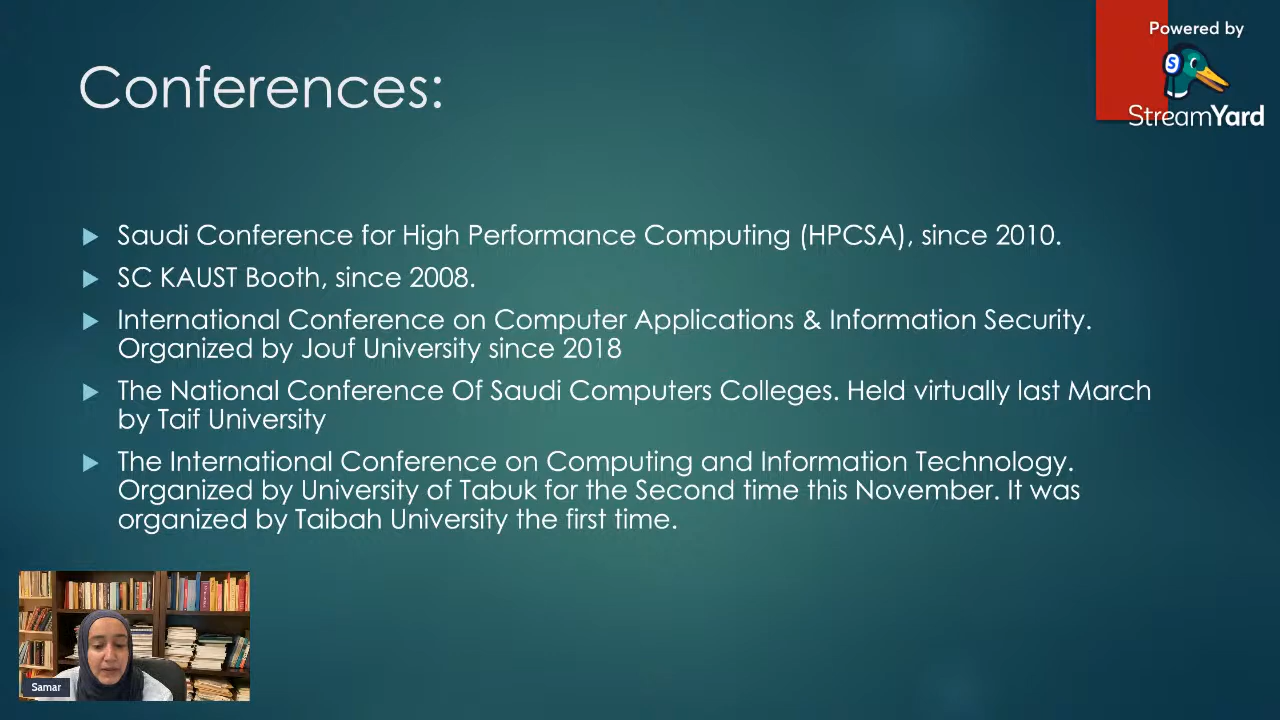 Powered by
S
StreamYard
Conferences:
Saudi Conference for High Performance Computing (HPCSA), since 2010.
SC KAUST Booth, since 2008.
International Conference on Computer Applications & Information Security.
Organized by Jouf University since 2018
The National Conference Of Saudi Computers Colleges. Held virtually last March
by Taif University
The International Conference on Computing and Information Technology.
Organized by University of Tabuk for the Second time this November. It was
organized by Taibah University the first time.
Samar